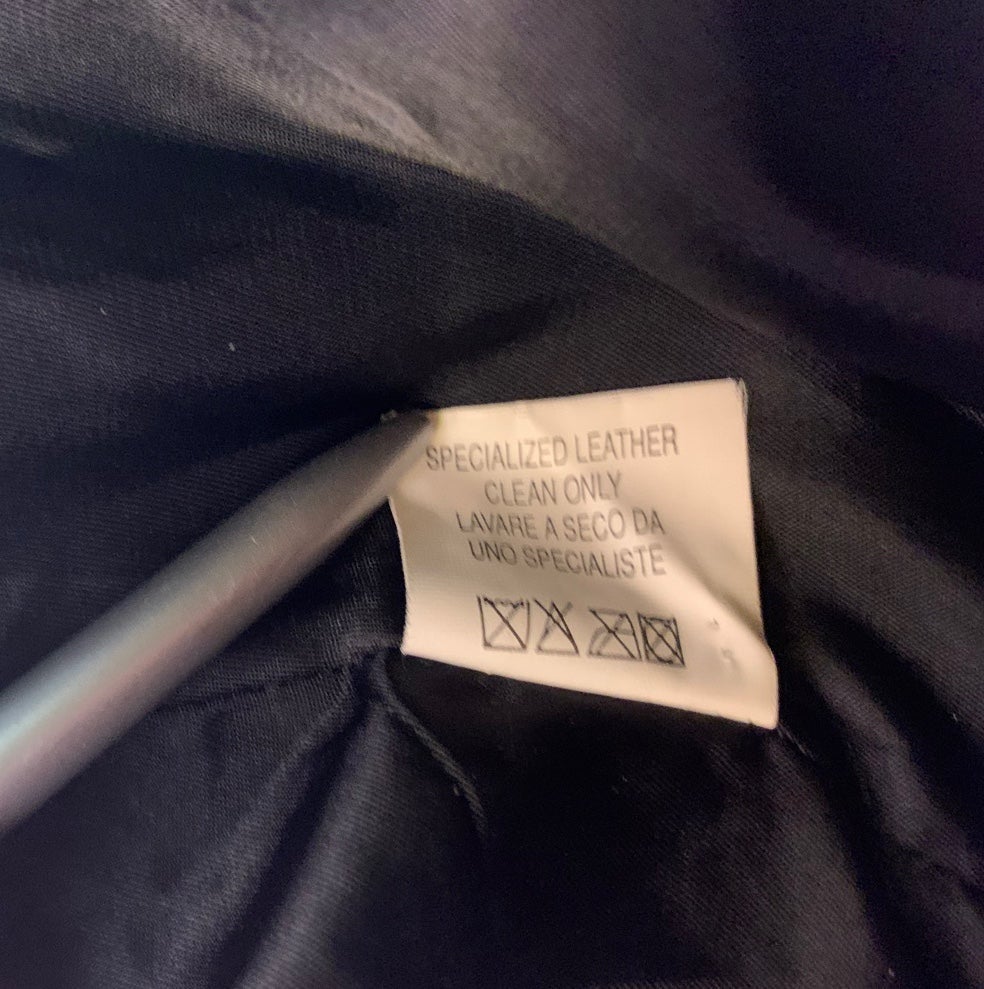 SPECIALIZED LEATHER
CLEAN ONLY
LAVARE A SECO DA
UNO SPECIALISTE